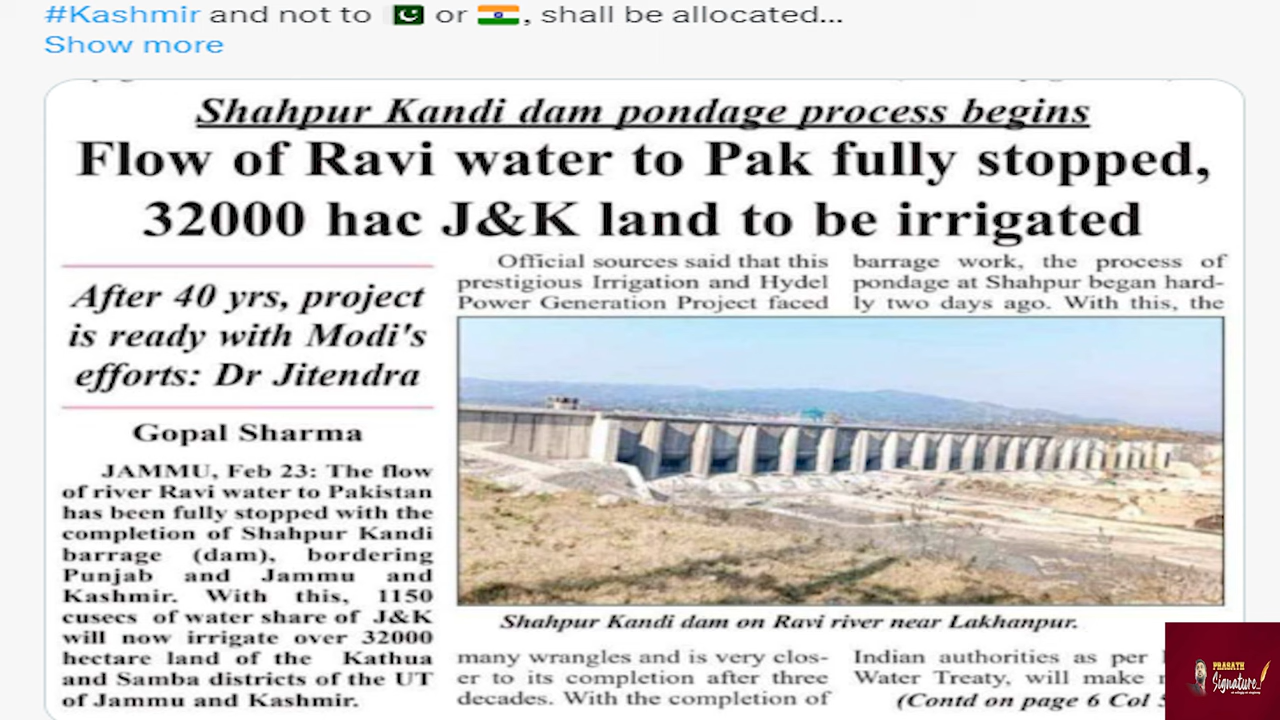 #Kashmir and not to 🇵🇰 or 🇮🇳, shall be allocated...
Show more
Shahpur Kandi dam pondage process begins
Flow of Ravi water to Pak fully stopped,
32000 hac J&K land to be irrigated
After 40 yrs, project
is ready with Modi's
efforts: Dr Jitendra
Gopal Sharma
JAMMU, Feb 23: The flow
of river Ravi water to Pakistan
has been fully stopped with the
completion of Shahpur Kandi
barrage (dam), bordering
Punjab and Jammu and
Kashmir. With this, 1150
cusecs of water share of J&K
will now irrigate over 32000
hectare land of the Kathua
and Samba districts of the UT
of Jammu and Kashmir.
Official sources said that this
prestigious Irrigation and Hydel
Power Generation Project faced
many wrangles and is very clos-
er to its completion after three
decades. With the completion of
barrage work, the process of
pondage at Shahpur began hard-
ly two days ago. With this, the
Shahpur Kandi dam on Ravi river near Lakhanpur.
Indian authorities as per
Water Treaty, will make
(Contd on page 6 Col
PRASATH
Signature